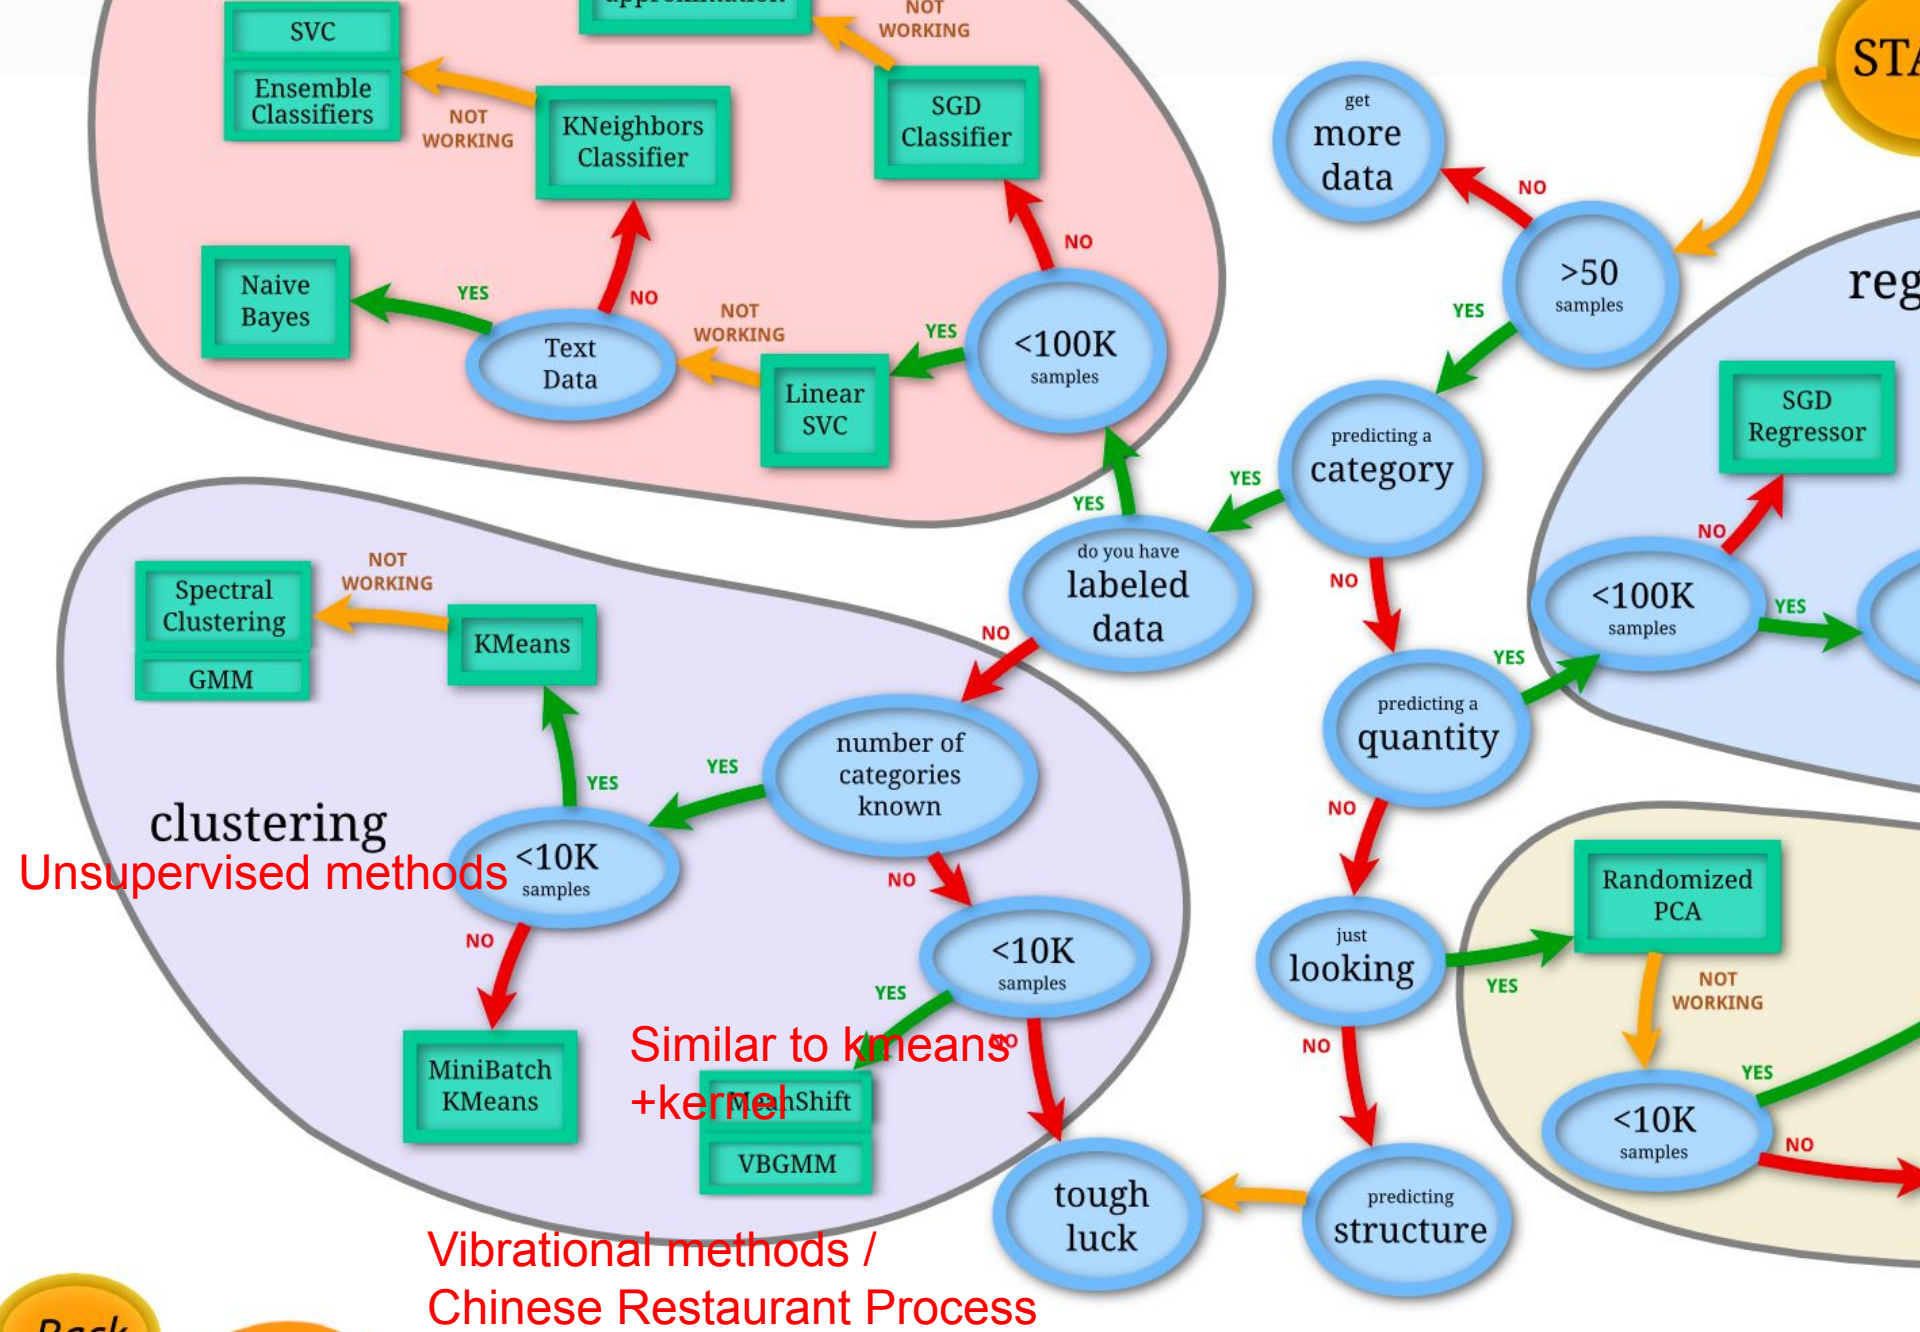 NOT
WORKING
SVC
Ensemble
Classifiers
NOT
WORKING
KNeighbors
Classifier
SGD
Classifier
get
more
data
NO
>50
samples
YES
NO
Naive
Bayes
YES
NO
Text
Data
NOT
WORKING
Linear
SVC
YES
<100K
samples
SGD
Regressor
predicting a
category
YES
YES
do you have
labeled
data
NO
NO
NO
<100K
samples
YES
YES
predicting a
quantity
NO
NOT
WORKING
Spectral
Clustering
GMM
KMeans
YES
YES
number of
categories
known
clustering
Unsupervised methods
<10K
samples
NO
NO
<10K
samples
YES
NO
MiniBatch
KMeans
Similar to kmeans
+kernel
MeanShift
VBGMM
just
looking
YES
Randomized
PCA
NOT
WORKING
NO
YES
<10K
samples
NO
tough
luck
predicting
structure
Vibrational methods /
Chinese Restaurant Process